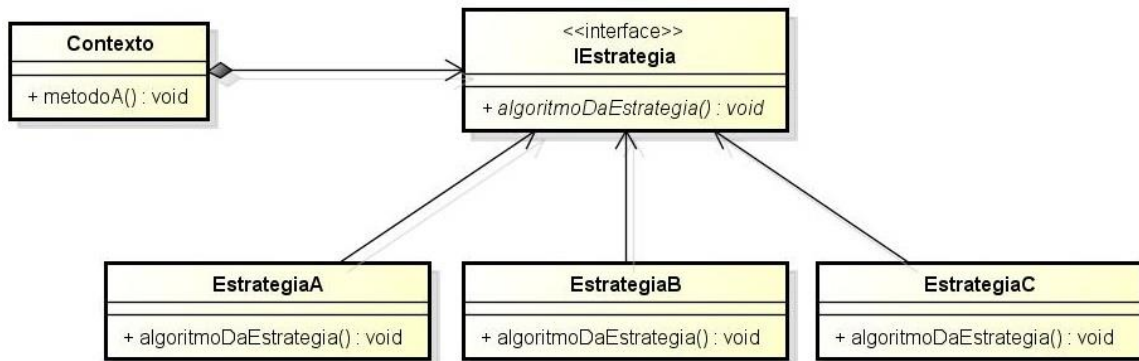 Contexto
+ metodoA() : void
<<interface>>
IEstrategia
+ algoritmoDaEstrategia() : void
EstrategiaA
+ algoritmoDaEstrategia() : void
EstrategiaB
+ algoritmoDaEstrategia() : void
EstrategiaC
+ algoritmoDaEstrategia() : void